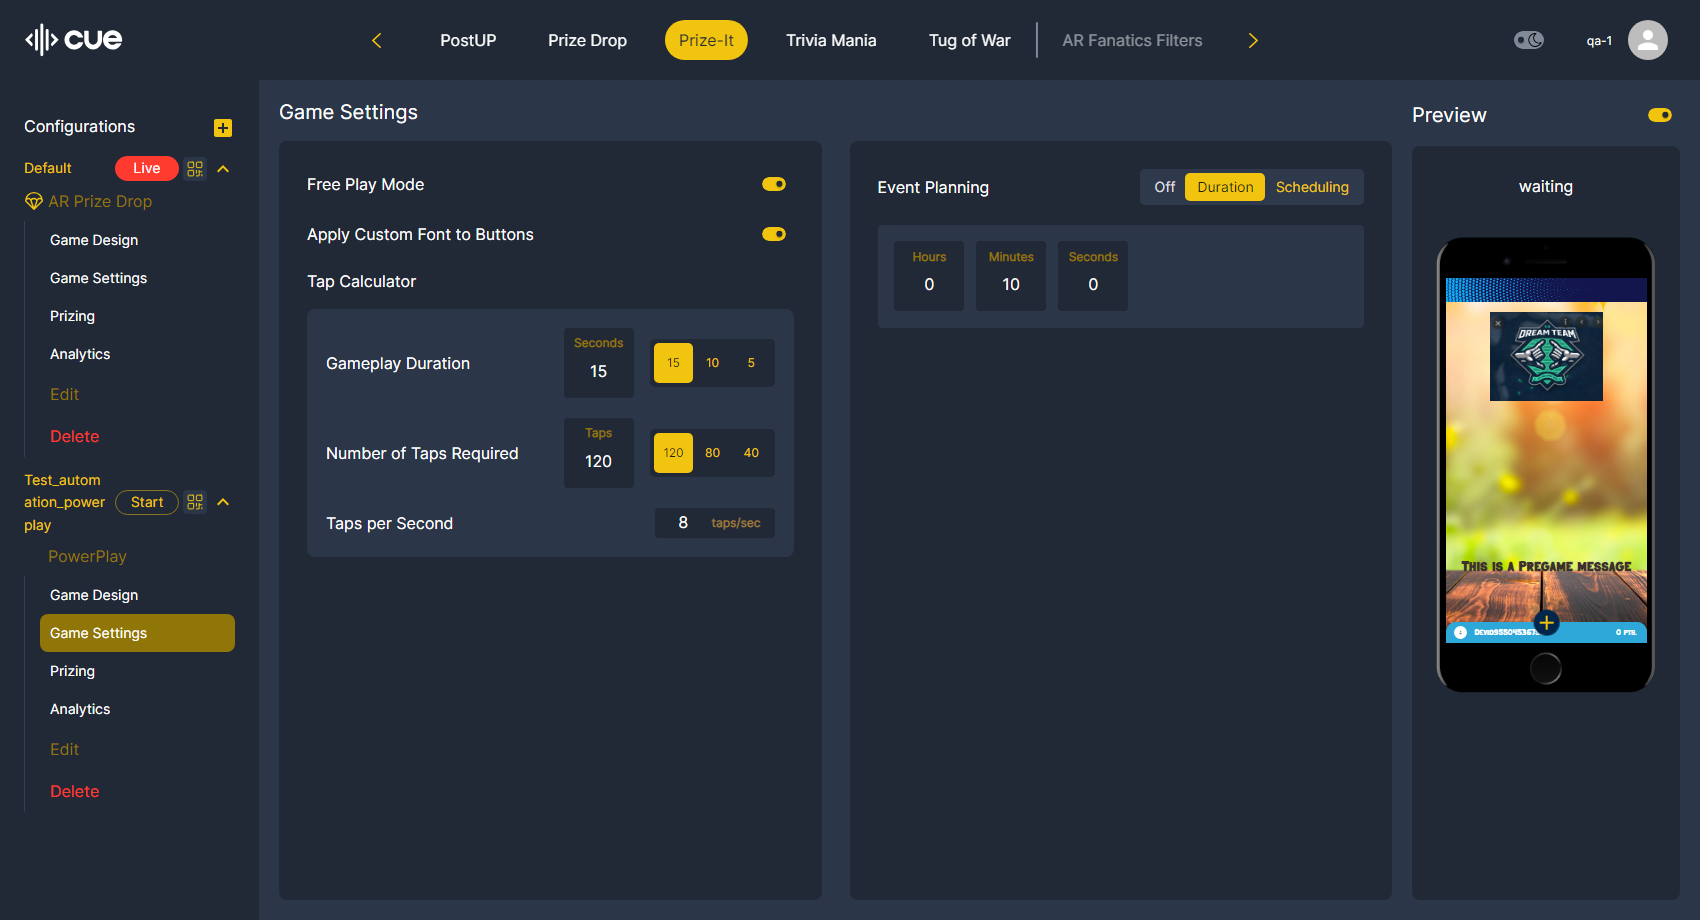 cue
PostUP
Prize Drop
Prize-It
Trivia Mania
Tug of War
AR Fanatics Filters
qa-1
Configurations
Default
Live
AR Prize Drop
Game Design
Game Settings
Prizing
Analytics
Edit
Delete
Test_autom
ation_power
play
Start
PowerPlay
Game Design
Game Settings
Prizing
Analytics
Edit
Delete
Game Settings
Free Play Mode
Apply Custom Font to Buttons
Tap Calculator
Gameplay Duration
Seconds
15
15 10 5
Number of Taps Required
Taps
120
120 80 40
Taps per Second
8 taps/sec
Event Planning
Off Duration Scheduling
Hours Minutes Seconds
0 10 0
Preview
waiting
DREAM TEAM
This is a Pregame message
0 pts.